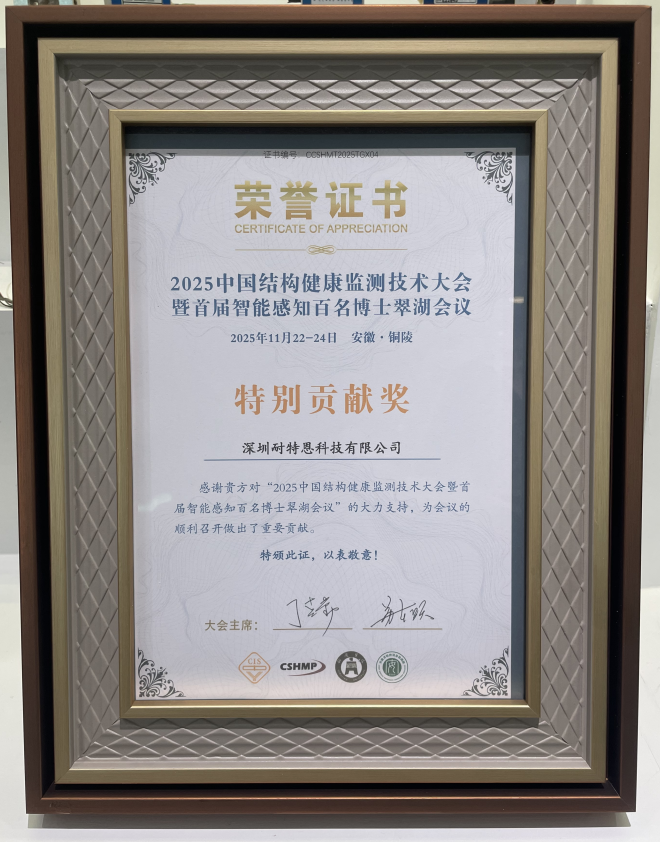 证书编号 CCSHMT2025TGX04
荣誉证书
CERTIFICATE OF APPRECIATION
2025中国结构健康监测技术大会
暨首届智能感知百名博士翠湖会议
2025年11月22-24日 安徽·铜陵
特别贡献奖
深圳耐特恩科技有限公司
感谢贵方对“2025中国结构健康监测技术大会暨首
届智能感知百名博士翠湖会议”的大力支持，为会议的
顺利召开做出了重要贡献。
特颁此证，以表敬意！
大会主席：
CIS
CSHMP